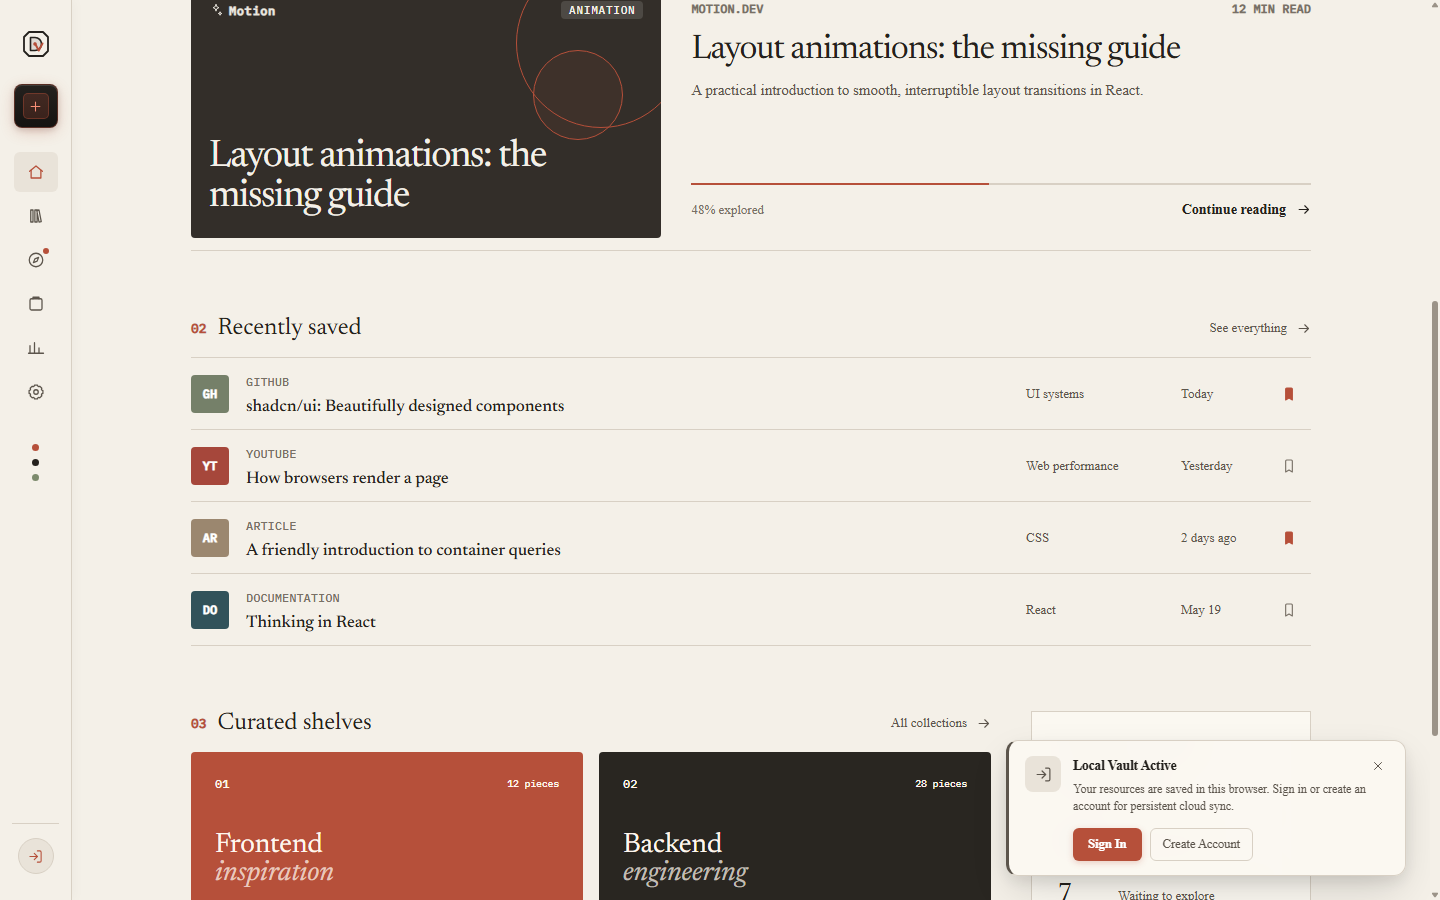 Motion
ANIMATION
Layout animations: the
missing guide
MOTION.DEV
12 MIN READ
Layout animations: the missing guide
A practical introduction to smooth, interruptible layout transitions in React.
48% explored
Continue reading
02 Recently saved
See everything
GH
GITHUB
shadcn/ui: Beautifully designed components
UI systems
Today
YT
YOUTUBE
How browsers render a page
Web performance
Yesterday
AR
ARTICLE
A friendly introduction to container queries
CSS
2 days ago
DO
DOCUMENTATION
Thinking in React
React
May 19
03 Curated shelves
All collections
01
12 pieces
Frontend
inspiration
02
28 pieces
Backend
engineering
Local Vault Active
Your resources are saved in this browser. Sign in or create an
account for persistent cloud sync.
Sign In
Create Account
7
Waiting to explore